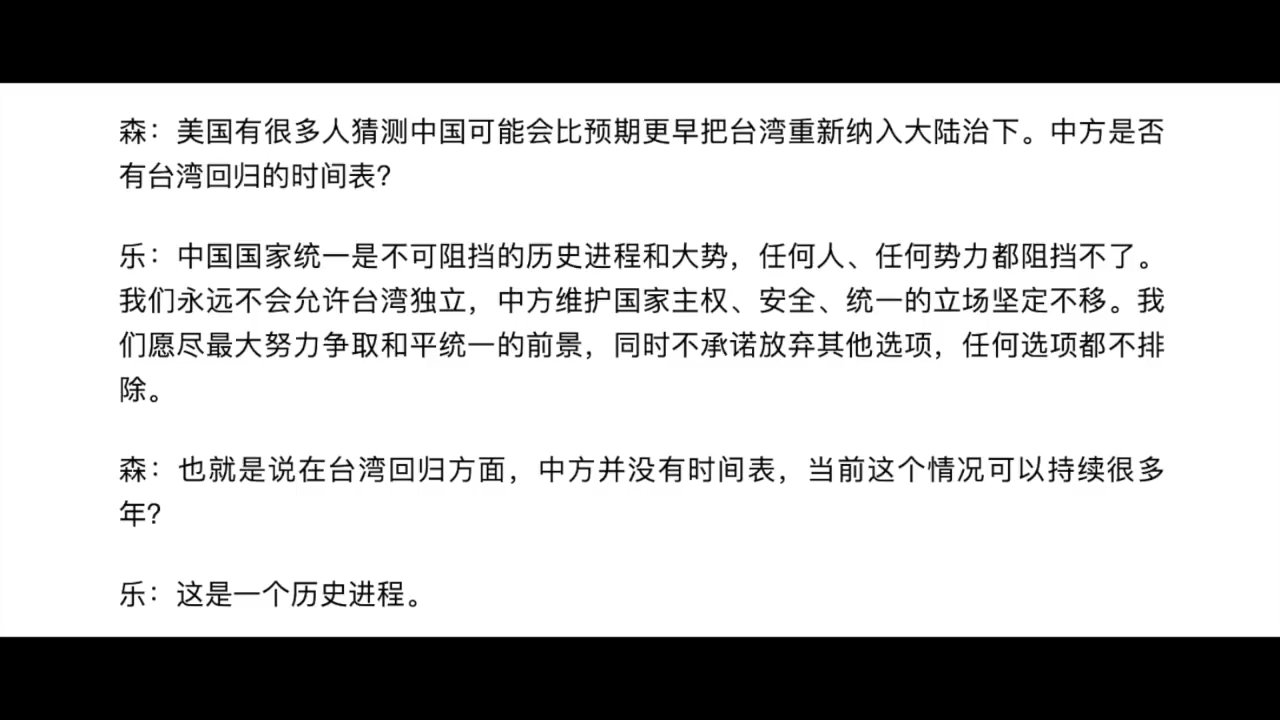 森：美国有很多人猜测中国可能会比预期更早把台湾重新纳入大陆治下。中方是否
有台湾回归的时间表？
乐：中国国家统一是不可阻挡的历史进程和大势，任何人、任何势力都阻挡不了。
我们永远不会允许台湾独立，中方维护国家主权、安全、统一的立场坚定不移。我
们愿尽最大努力争取和平统一的前景，同时不承诺放弃其他选项，任何选项都不排
除。
森：也就是说在台湾回归方面，中方并没有时间表，当前这个情况可以持续很多
年？
乐：这是一个历史进程。